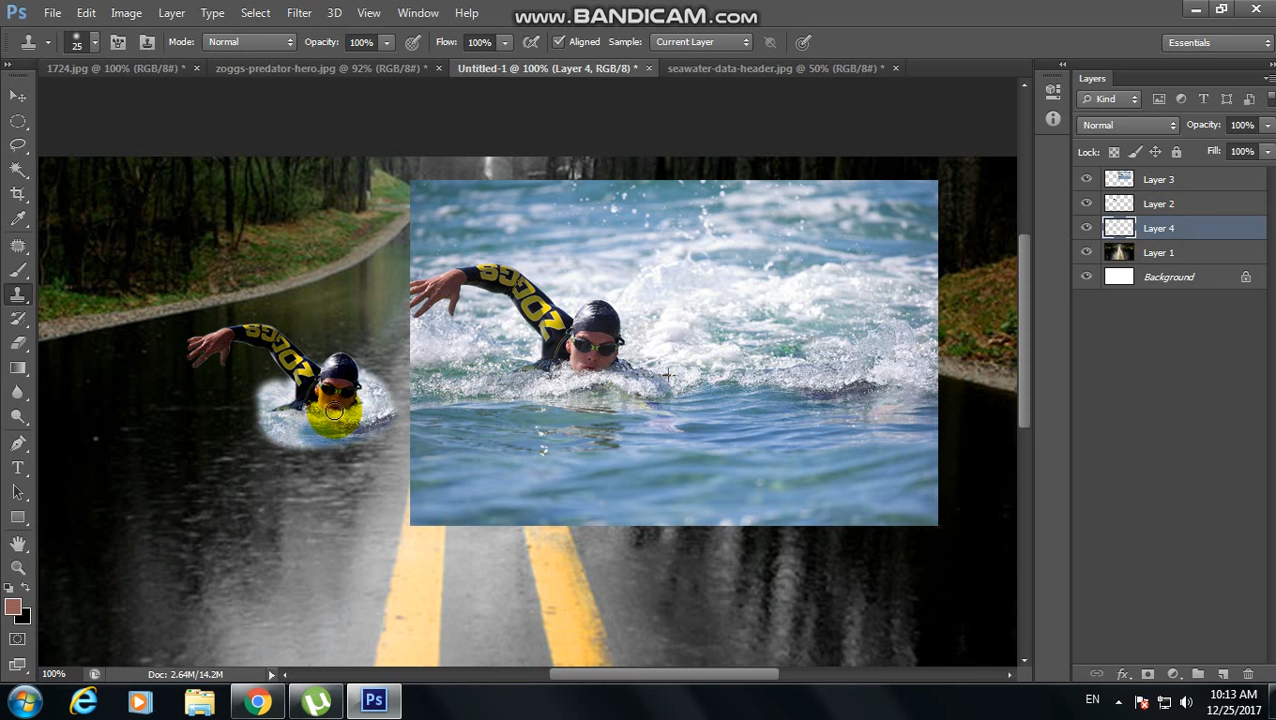 Ps File Edit Image Layer Type Select Filter 3D View Window Help
www.BANDICAM.com
25 Mode: Normal Opacity: 100% Flow: 100% Aligned Sample: Current Layer Essentials
1724.jpg @ 100% (RGB/8#) * × zoggs-predator-hero.jpg @ 92% (RGB/8#) * × Untitled-1 @ 100% (Layer 4, RGB/8) * × seawater-data-header.jpg @ 50% (RGB/8#) * ×
Layers
Kind
Normal Opacity: 100%
Lock: Fill: 100%
Layer 3
Layer 2
Layer 4
Layer 1
Background
ZOGGS
ZOGGS
100% Doc: 2.64M/14.2M
Ps EN 10:13 AM
12/25/2017